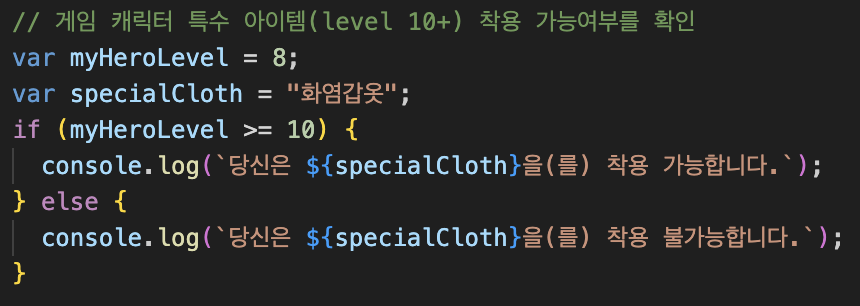 // 게임 캐릭터 특수 아이템(level 10+) 착용 가능여부를 확인
var myHeroLevel = 8;
var specialCloth = "화염갑옷";
if (myHeroLevel >= 10) {
  console.log(`당신은 ${specialCloth}을(를) 착용 가능합니다.`);
} else {
  console.log(`당신은 ${specialCloth}을(를) 착용 불가능합니다.`);
}